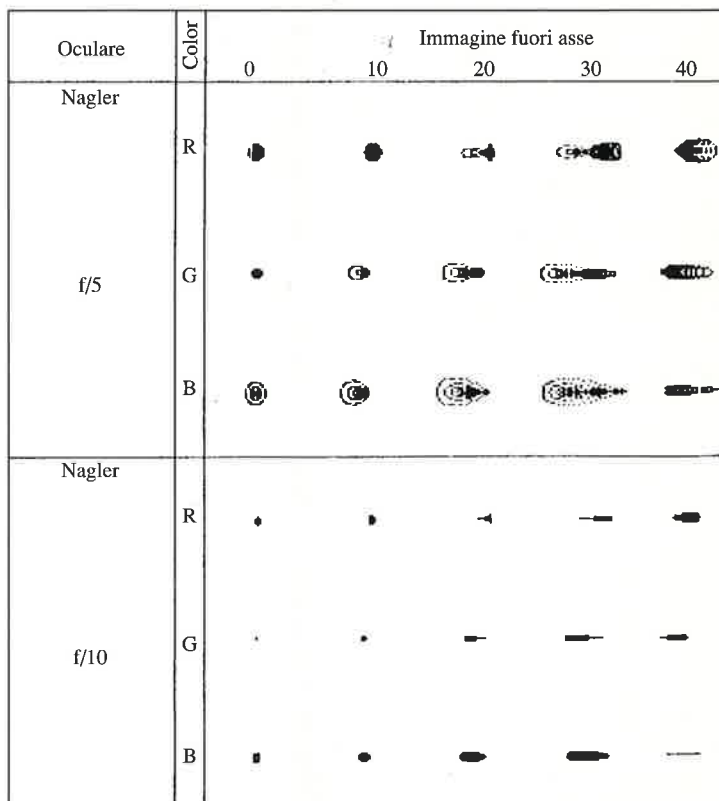 Oculare Color Immagine fuori asse
0 10 20 30 40
Nagler
R
G
f/5
B
Nagler
R
G
f/10
B